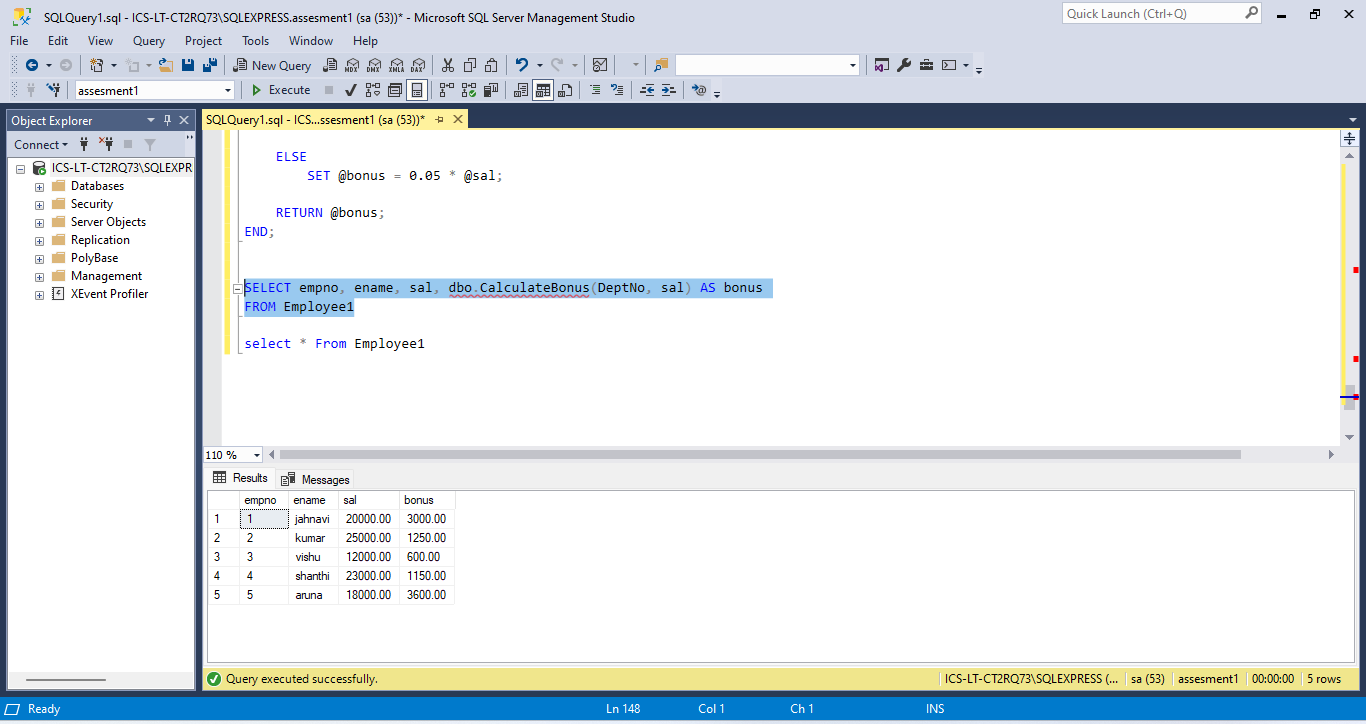 SQLQuery1.sql - ICS-LT-CT2RQ73\SQLEXPRESS.assesment1 (sa (53))* - Microsoft SQL Server Management Studio
Quick Launch (Ctrl+Q)
File Edit View Query Project Tools Window Help
New Query MDX DMX XMLA DAX
assesment1 Execute
Object Explorer
SQLQuery1.sql - ICS...ssesment1 (sa (53))*
Connect
ICS-LT-CT2RQ73\SQLEXPR
Databases
Security
Server Objects
Replication
PolyBase
Management
XEvent Profiler
ELSE
SET @bonus = 0.05 * @sal;
RETURN @bonus;
END;
SELECT empno, ename, sal, dbo.CalculateBonus(DeptNo, sal) AS bonus
FROM Employee1
select * From Employee1
110 %
Results Messages
empno ename sal bonus
1 1 jahnavi 20000.00 3000.00
2 2 kumar 25000.00 1250.00
3 3 vishu 12000.00 600.00
4 4 shanthi 23000.00 1150.00
5 5 aruna 18000.00 3600.00
Query executed successfully. ICS-LT-CT2RQ73\SQLEXPRESS (... sa (53) assesment1 00:00:00 5 rows
Ready Ln 148 Col 1 Ch 1 INS